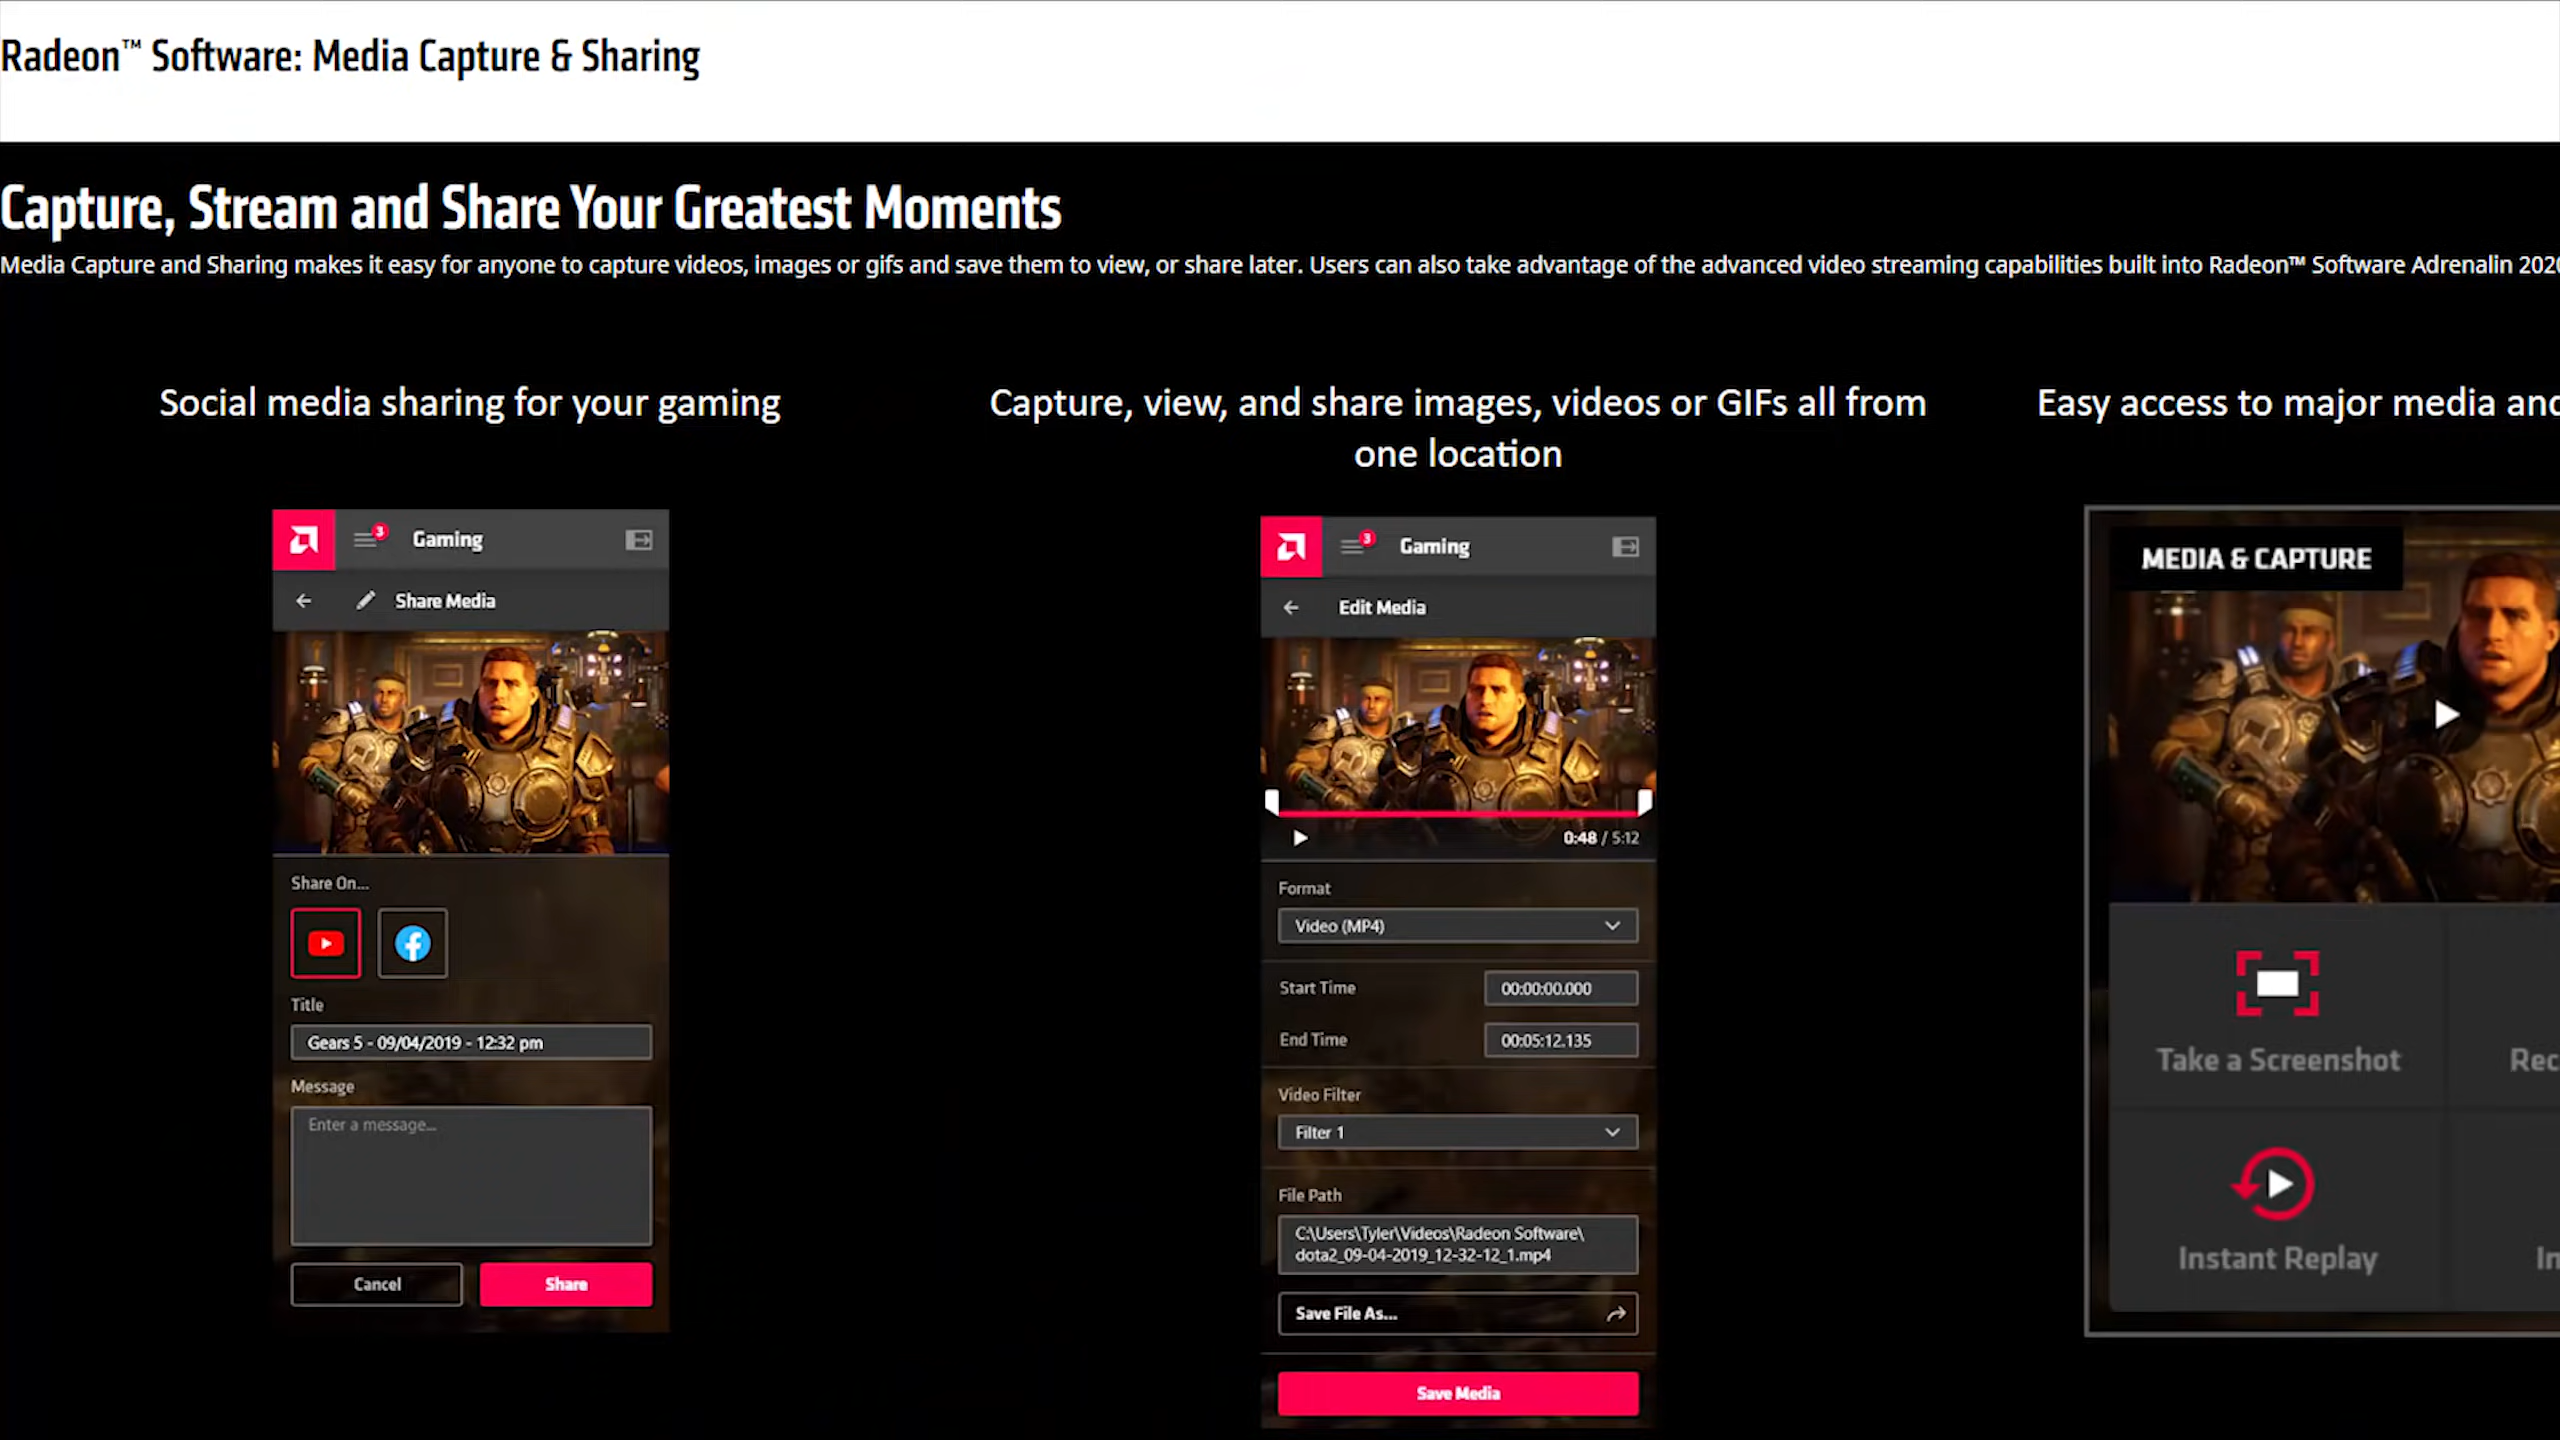 Radeon™ Software: Media Capture & Sharing
Capture, Stream and Share Your Greatest Moments
Media Capture and Sharing makes it easy for anyone to capture videos, images or gifs and save them to view, or share later. Users can also take advantage of the advanced video streaming capabilities built into Radeon™ Software Adrenalin 2020
Social media sharing for your gaming
3
Gaming
Share Media
Share On...
Title
Gears 5 - 09/04/2019 - 12:32 pm
Message
Enter a message...
Cancel
Share
Capture, view, and share images, videos or GIFs all from
one location
3
Gaming
Edit Media
0:48 / 5:12
Format
Video (MP4)
Start Time
00:00:00.000
End Time
00:05:12.135
Video Filter
Filter 1
File Path
C:\Users\Tyler\Videos\Radeon Software\
dota2_09-04-2019_12-32-12_1.mp4
Save File As...
Save Media
Easy access to major media and
MEDIA & CAPTURE
Take a Screenshot
Rec
Instant Replay
In